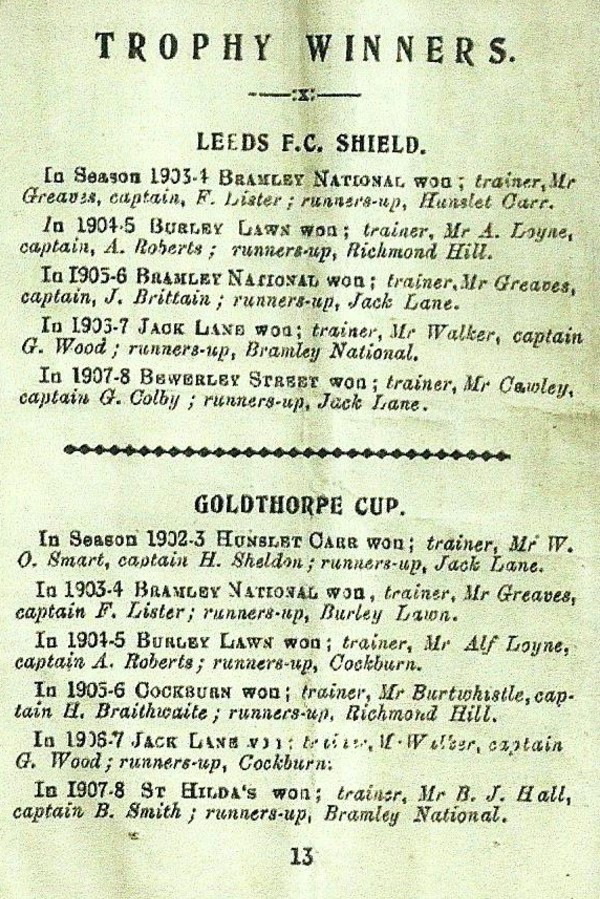 TROPHY WINNERS.
LEEDS F.C. SHIELD.
In Season 1903-4 BRAMLEY NATIONAL won; trainer, Mr
Greaves, captain, F. Lister; runners-up, Hunslet Carr.
In 1904-5 BURLEY LAWN won; trainer, Mr A. Loyne,
captain, A. Roberts; runners-up, Richmond Hill.
In 1905-6 BRAMLEY NATIONAL won; trainer, Mr Greaves,
captain, J. Brittain; runners-up, Jack Lane.
In 1906-7 JACK LANE won; trainer, Mr Walker, captain
G. Wood; runners-up, Bramley National.
In 1907-8 BEWERLEY STREET won; trainer, Mr Cawley,
captain G. Colby; runners-up, Jack Lane.
GOLDTHORPE CUP.
In Season 1902-3 HUNSLET CARR won; trainer, Mr W.
O. Smart, captain H. Sheldon; runners-up, Jack Lane.
In 1903-4 BRAMLEY NATIONAL won, trainer, Mr Greaves,
captain F. Lister; runners-up, Burley Lawn.
In 1904-5 BURLEY LAWN won; trainer, Mr Alf Loyne,
captain A. Roberts; runners-up, Cockburn.
In 1905-6 COCKBURN won; trainer, Mr Burtwhistle, cap-
tain H. Braithwaite; runners-up, Richmond Hill.
In 1906-7 JACK LANE won; trainer, Mr Walker, captain
G. Wood; runners-up, Cockburn.
In 1907-8 ST HILDA'S won; trainer, Mr B. J. Hall,
captain B. Smith; runners-up, Bramley National.
13